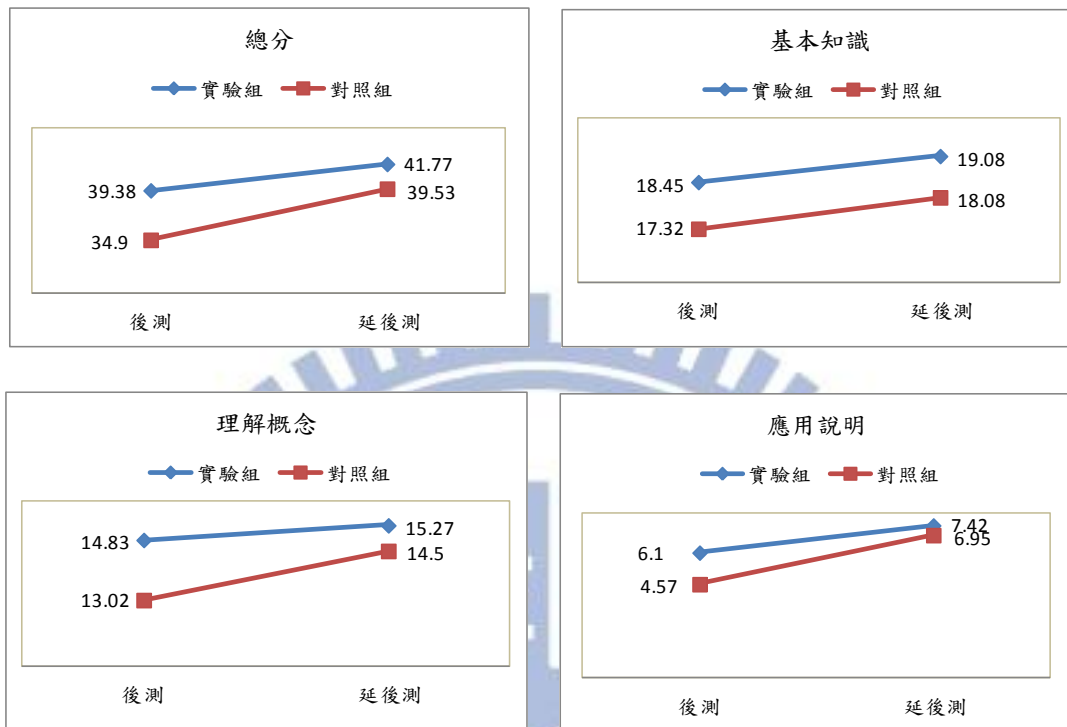 總分
實驗組 對照組
39.38
41.77
34.9
39.53
後測 延後測
基本知識
實驗組 對照組
18.45
19.08
17.32
18.08
後測 延後測
理解概念
實驗組 對照組
14.83
15.27
13.02
14.5
後測 延後測
應用說明
實驗組 對照組
6.1
7.42
4.57
6.95
後測 延後測